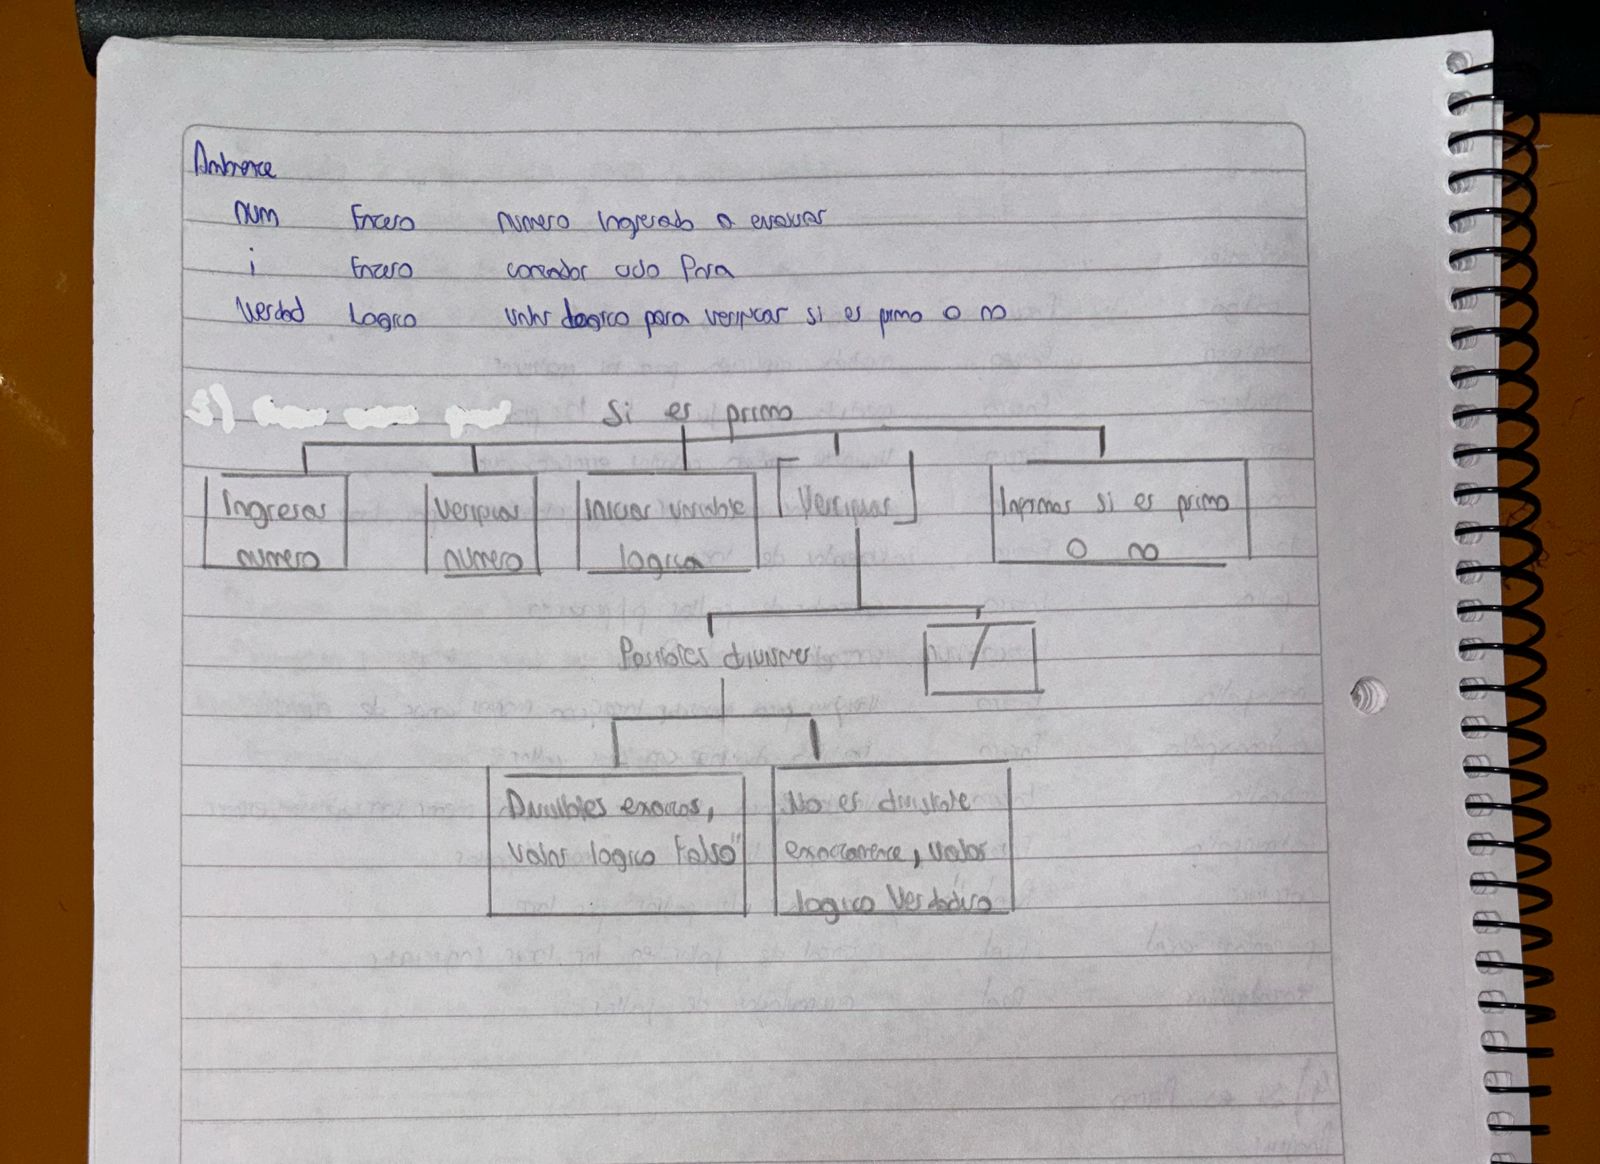 Ambiente
num Entero numero ingresado a evaluar
i Entero contador ciclo Para
Verdad Logico valor logico para verificar si es primo o no
3)
Si es primo
Ingresar numero
Verificar numero
Iniciar variable logica
Verificar
Imprimir si es primo o no
Posibles divisores
/
Divisibles exactos, valor logico Falso"
No es divisible exactamente, valor logico Verdadero